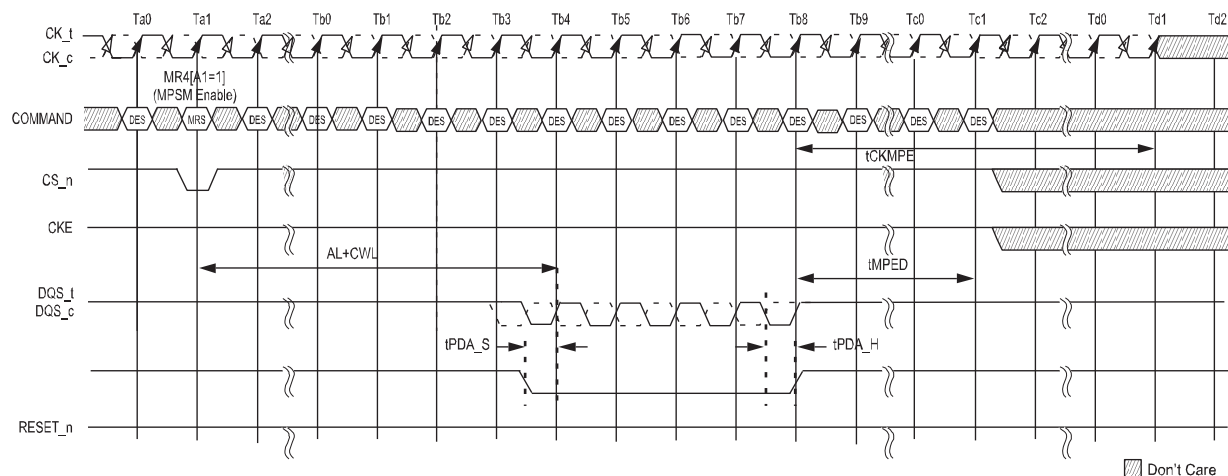 Ta0 Ta1 Ta2 Tb0 Tb1 Tb2 Tb3 Tb4 Tb5 Tb6 Tb7 Tb8 Tb9 Tc0 Tc1 Tc2 Td0 Td1 Td2
CK_t
CK_c
MR4[A1=1]
(MPSM Enable)
COMMAND DES MRS DES DES DES DES DES DES DES DES DES DES DES DES DES
tCKMPE
CS_n
CKE
AL+CWL
tMPED
DQS_t
DQS_c
tPDA_S
tPDA_H
RESET_n
Don't Care